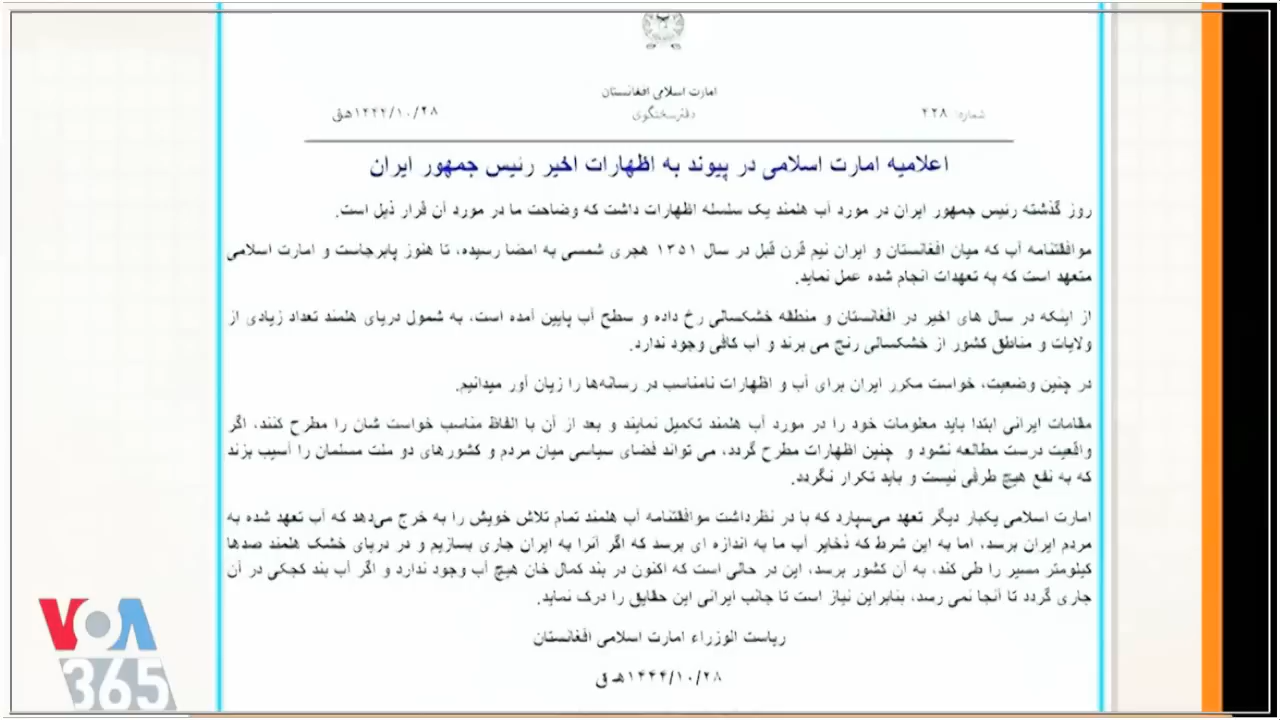 امارت اسلامی افغانستان
شماره: ۴۲۸
دفتر سخنگوی
۱۴۴۴/۱۰/۲۸هـ.ق
اعلامیه امارت اسلامی در پیوند به اظهارات اخیر رئیس جمهور ایران
روز گذشته رئیس جمهور ایران در مورد آب هلمند یک سلسله اظهارات داشت که وضاحت ما در مورد آن قرار ذیل است.
موافقتنامه آب که میان افغانستان و ایران نیم قرن قبل در سال ۱۳۵۱ هجری شمسی به امضا رسیده، تا هنوز پابرجاست و امارت اسلامی
متعهد است که به تعهدات انجام شده عمل نماید.
از اینکه در سال های اخیر در افغانستان و منطقه خشکسالی رخ داده و سطح آب پایین آمده است، به شمول دریای هلمند تعداد زیادی از
ولایات و مناطق کشور از خشکسالی رنج می برند و آب کافی وجود ندارد.
در چنین وضعیت، خواست مکرر ایران برای آب و اظهارات نامناسب در رسانه‌ها را زیان آور میدانیم.
مقامات ایرانی ابتدا باید معلومات خود را در مورد آب هلمند تکمیل نمایند و بعد از آن با الفاظ مناسب خواست شان را مطرح کنند، اگر
واقعیت درست مطالعه نشود و چنین اظهارات مطرح گردد، می تواند فضای سیاسی میان مردم و کشورهای دو ملت مسلمان را آسیب بزند
که به نفع هیچ طرفی نیست و باید تکرار نگردد.
امارت اسلامی یکبار دیگر تعهد می‌سپارد که با در نظرداشت موافقتنامه آب هلمند تمام تلاش خویش را به خرج می‌دهد که آب تعهد شده به
مردم ایران برسد، اما به این شرط که ذخایر آب ما به اندازه ای برسد که اگر آنرا به ایران جاری بسازیم و در دریای خشک هلمند صدها
کیلومتر مسیر را طی کند، به آن کشور برسد، این در حالی است که اکنون در بند کمال خان هیچ آب وجود ندارد و اگر آب بند کجکی در آن
جاری گردد تا آنجا نمی رسد، بنابراین نیاز است تا جانب ایرانی این حقایق را درک نماید.
ریاست الوزراء امارت اسلامی افغانستان
۱۴۴۴/۱۰/۲۸هـ ق
VOA
365